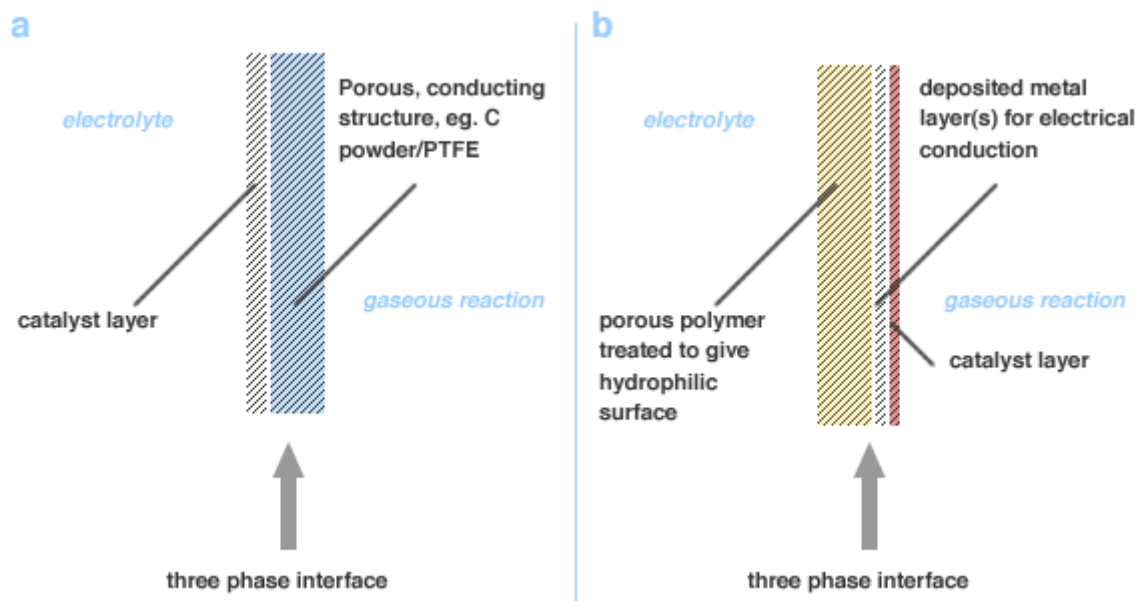 a
electrolyte
Porous, conducting
structure, eg. C
powder/PTFE
gaseous reaction
catalyst layer
three phase interface
b
electrolyte
deposited metal
layer(s) for electrical
conduction
gaseous reaction
porous polymer
treated to give
hydrophilic
surface
catalyst layer
three phase interface